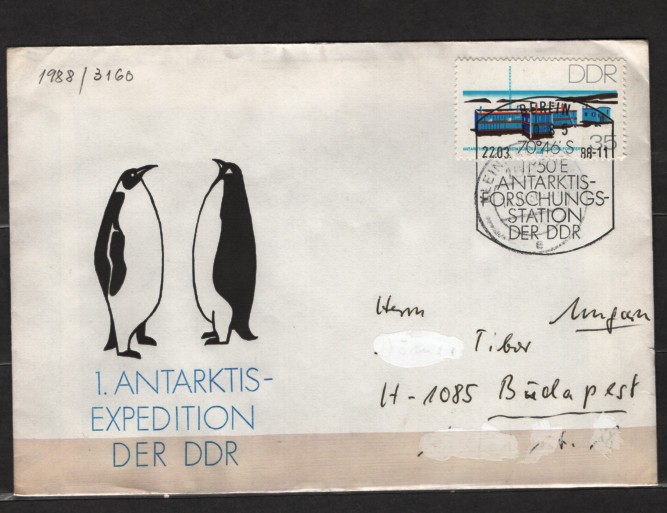 1988/3160
DDR
35
BERLIN
22.03. 88-11
70°46'S
11°50'E
ANTARKTIS-
FORSCHUNGS-
STATION
DER DDR
E
1. ANTARKTIS-
EXPEDITION
DER DDR
Herrn Ungarn
Tibor
H-1085 Budapest